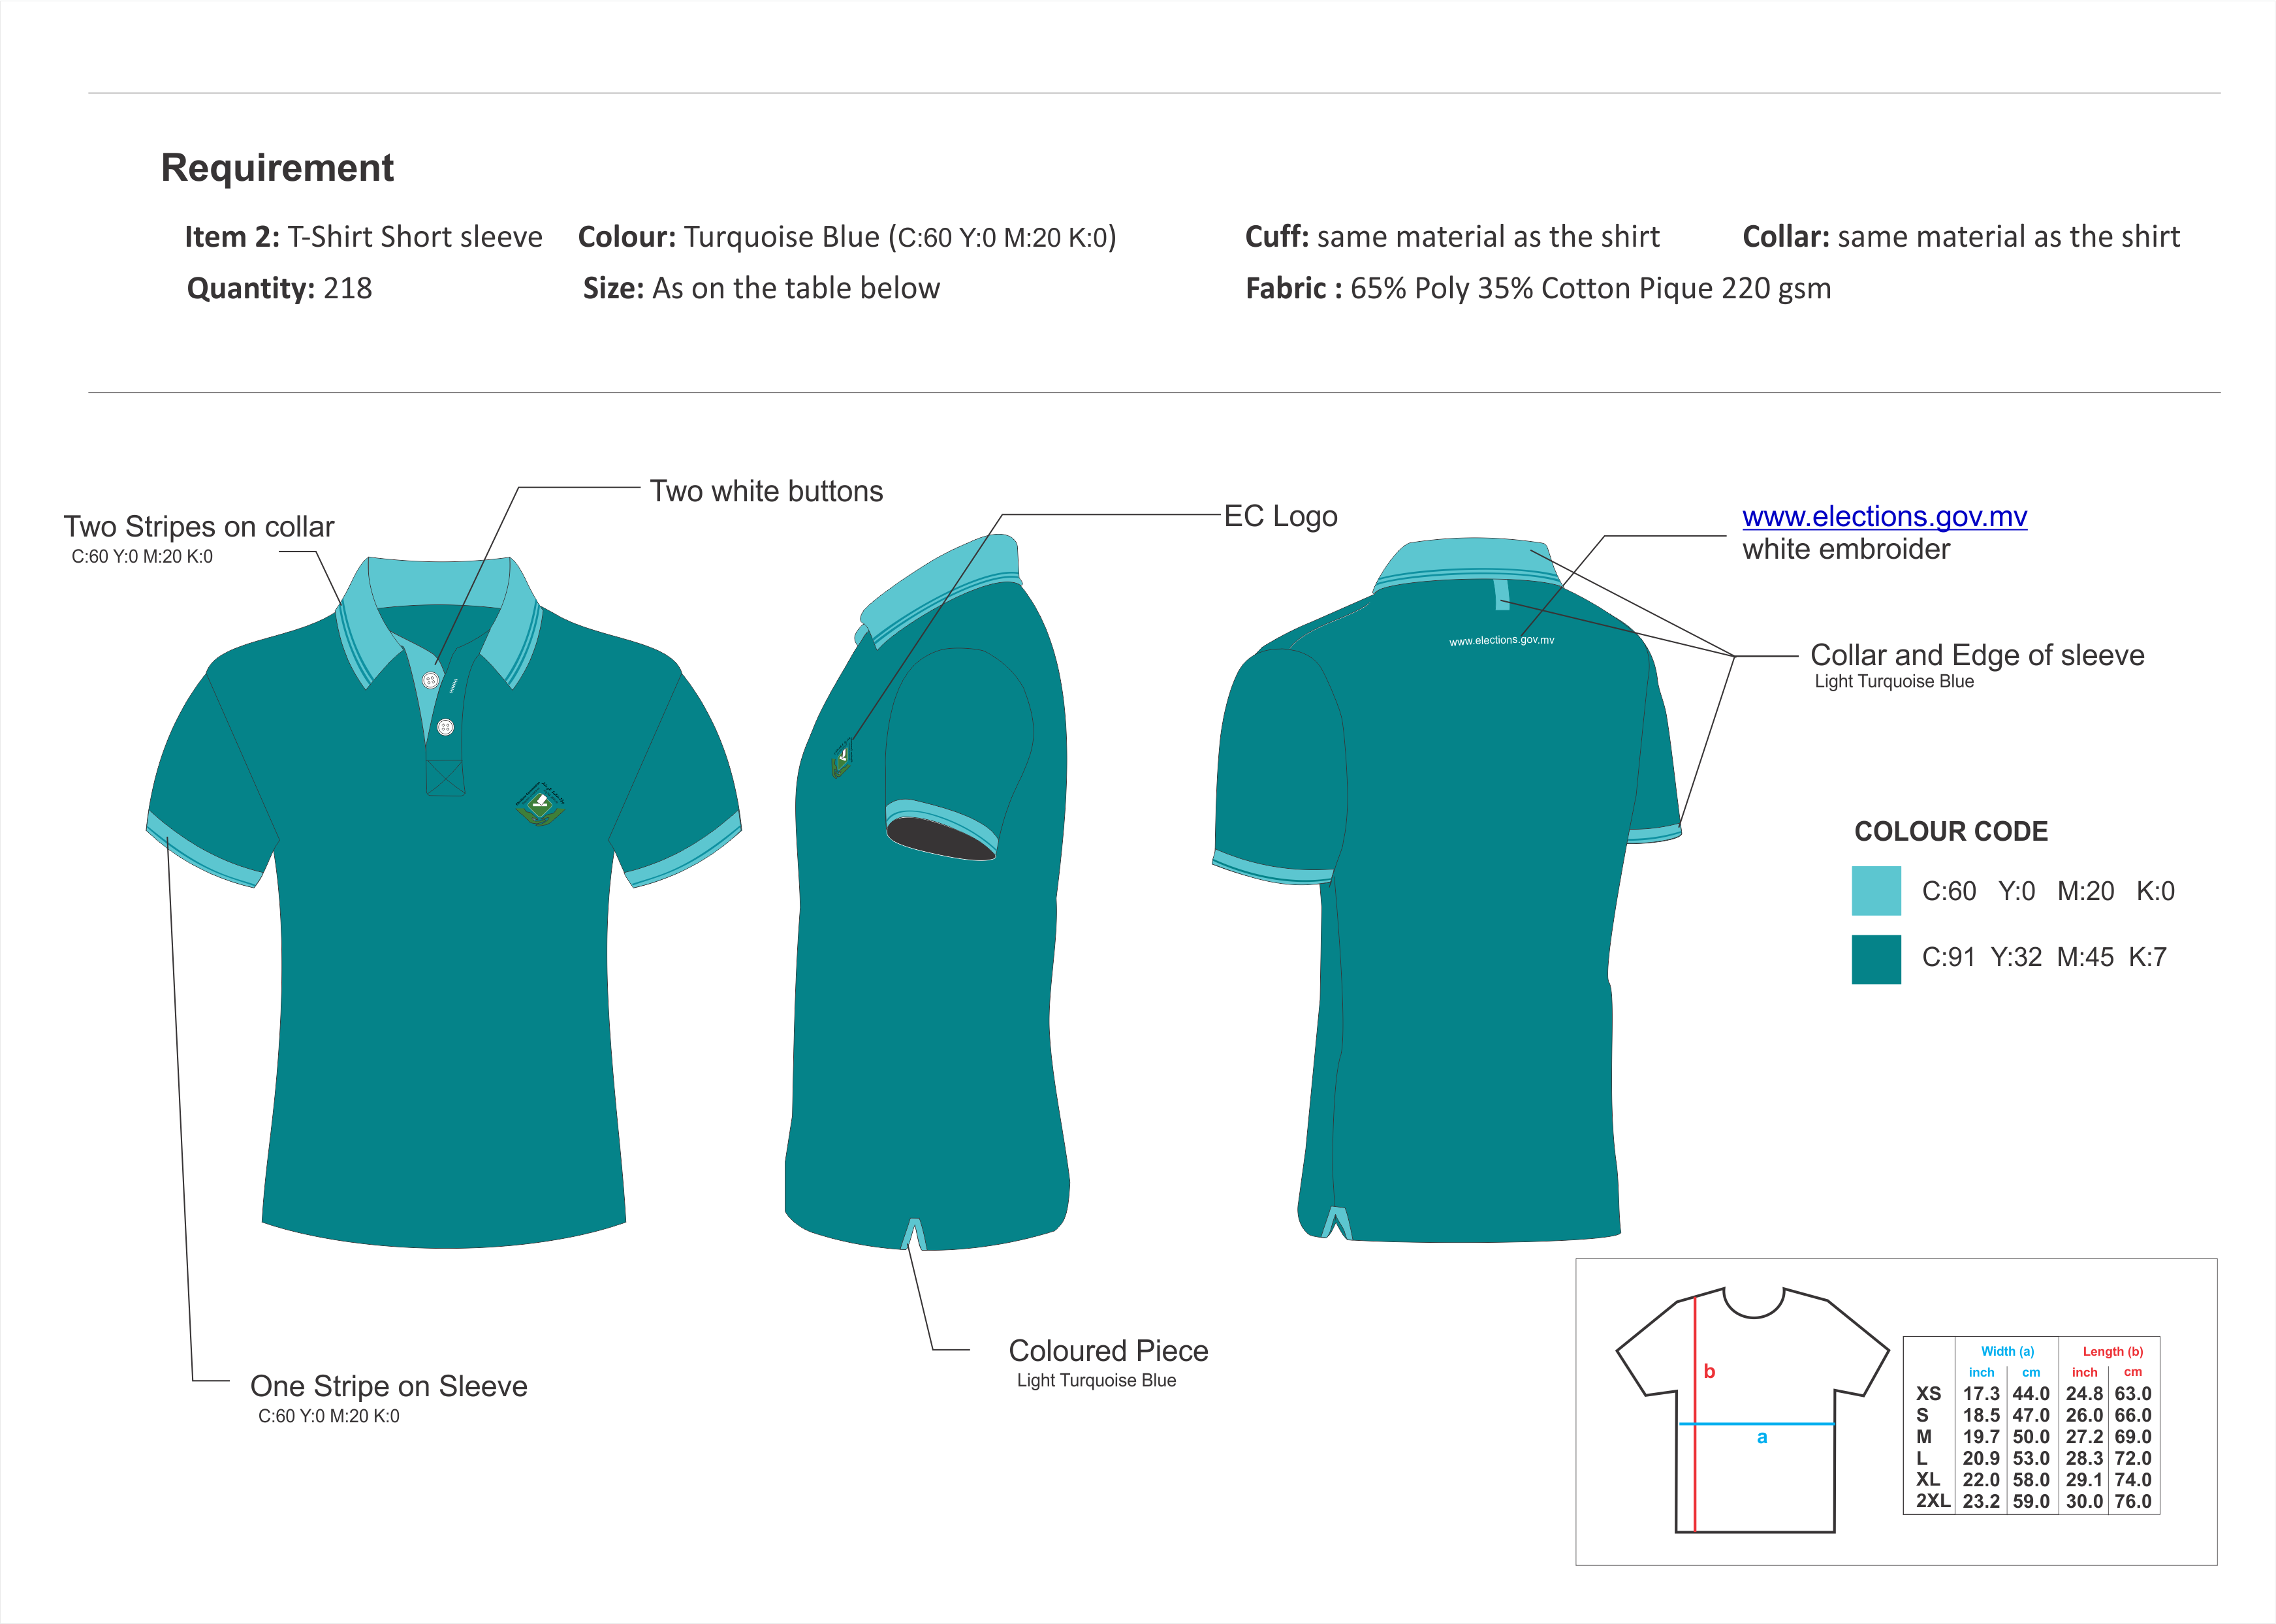 Requirement
Item 2: T-Shirt Short sleeve Colour: Turquoise Blue (C:60 Y:0 M:20 K:0) Cuff: same material as the shirt Collar: same material as the shirt
Quantity: 218 Size: As on the table below Fabric : 65% Poly 35% Cotton Pique 220 gsm
Two white buttons
Two Stripes on collar
C:60 Y:0 M:20 K:0
EC Logo
www.elections.gov.mv
white embroider
www.elections.gov.mv
Collar and Edge of sleeve
Light Turquoise Blue
COLOUR CODE
C:60 Y:0 M:20 K:0
C:91 Y:32 M:45 K:7
Coloured Piece
Light Turquoise Blue
One Stripe on Sleeve
C:60 Y:0 M:20 K:0
b
a
Width (a) Length (b)
inch cm inch cm
XS 17.3 44.0 24.8 63.0
S 18.5 47.0 26.0 66.0
M 19.7 50.0 27.2 69.0
L 20.9 53.0 28.3 72.0
XL 22.0 58.0 29.1 74.0
2XL 23.2 59.0 30.0 76.0